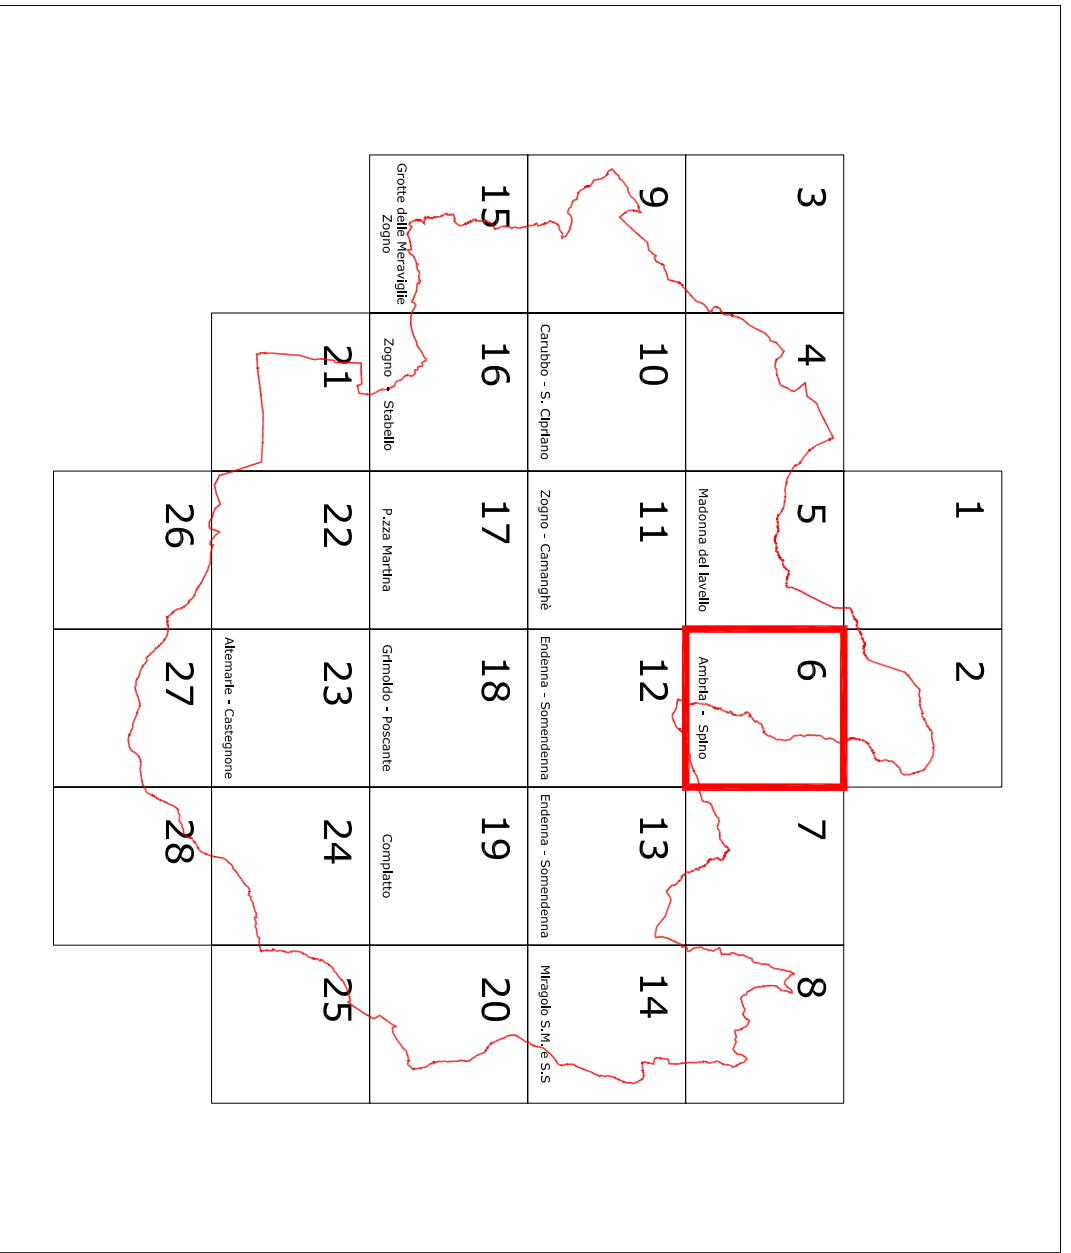 1
2
3
4
5
Madonna del lavello
6
Ambria - Spino
7
8
9
10
Carubbo - S. Cipriano
11
Zogno - Camanghè
12
Endenna - Somendenna
13
Endenna - Somendenna
14
Miragolo S.M. e S.S
15
Grotte delle Meraviglie
Zogno
16
Zogno - Stabello
17
P.zza Martina
18
Grimoldo - Poscante
19
Complatto
20
21
22
23
Altemarie - Castegnone
24
25
26
27
28